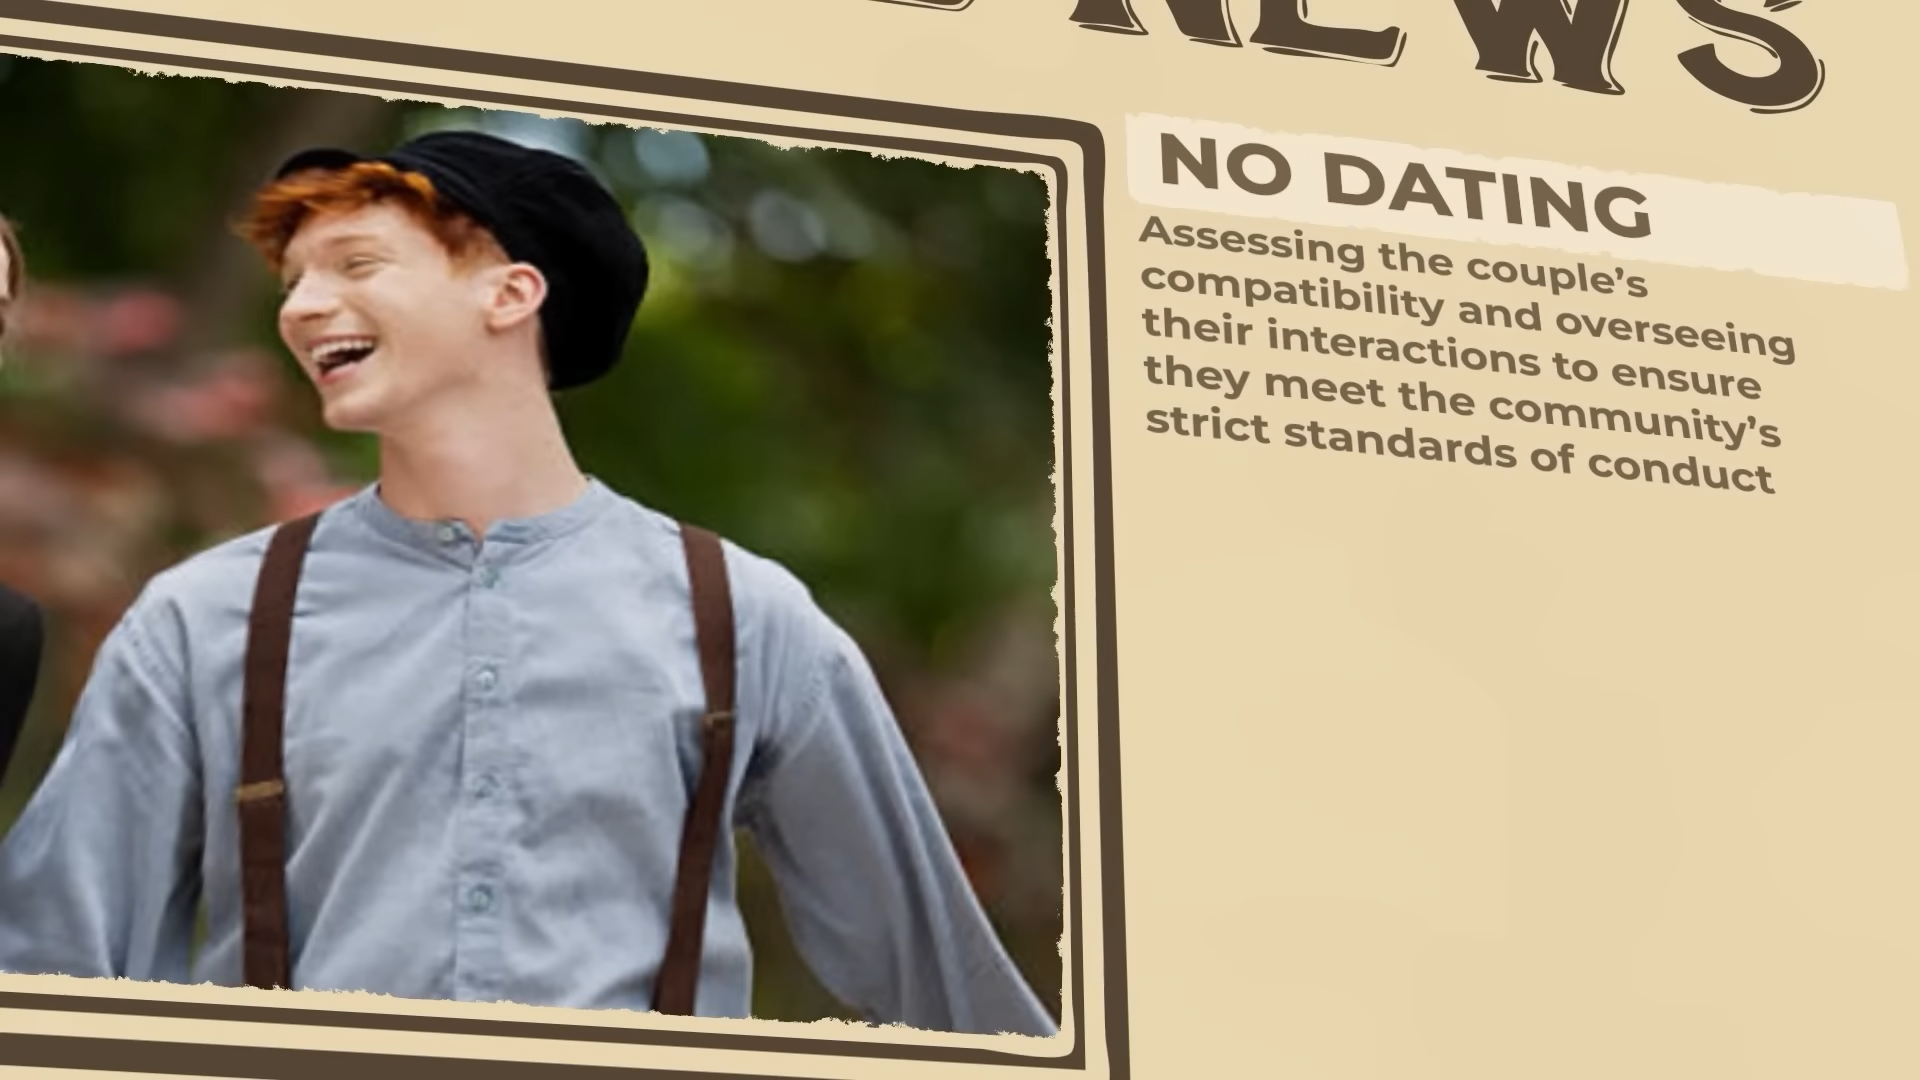 NEWS
NO DATING
Assessing the couple's
compatibility and overseeing
their interactions to ensure
they meet the community's
strict standards of conduct